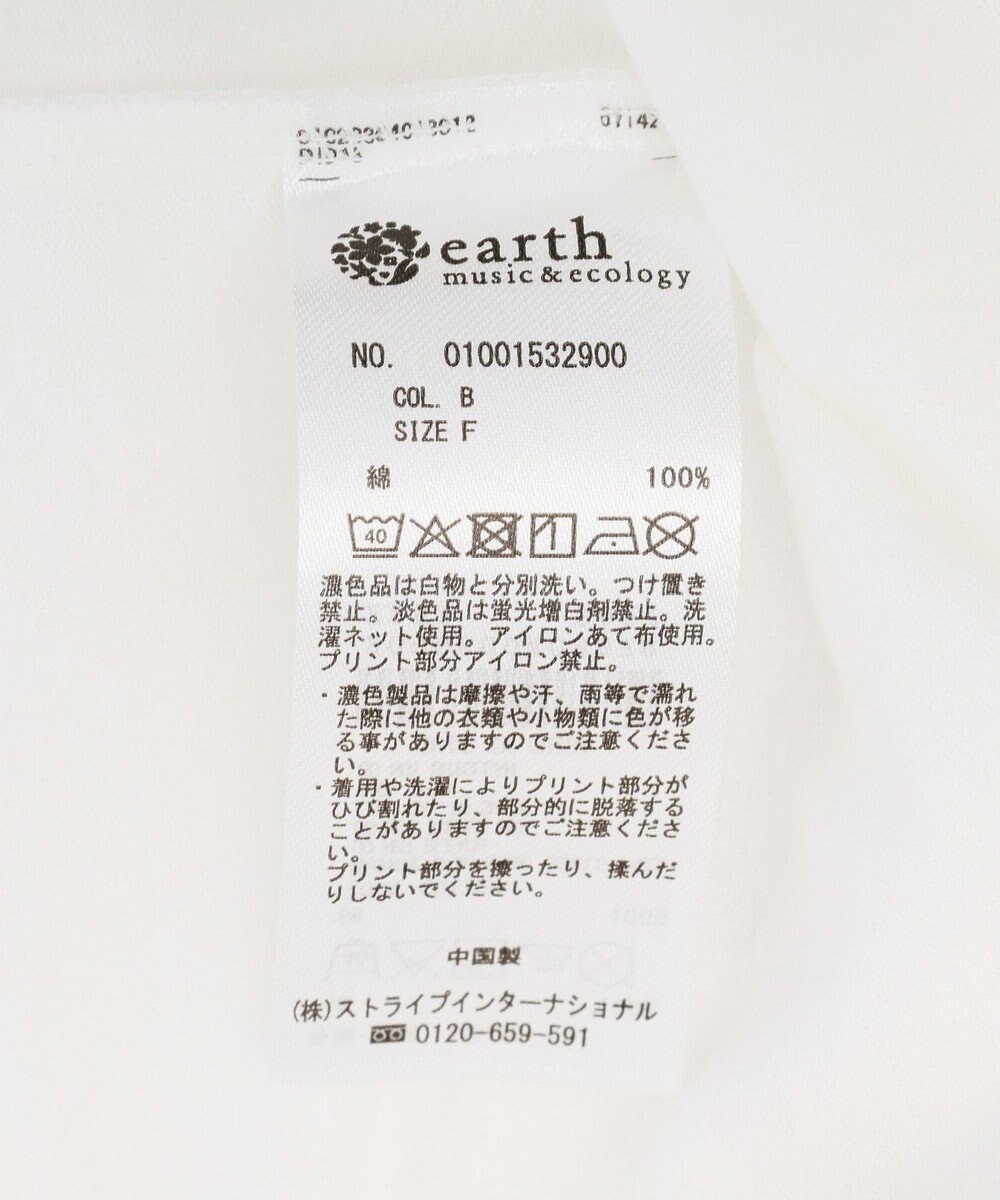 earth
music&ecology
NO. 01001532900
COL. B
SIZE F
綿 100%
40
濃色品は白物と分別洗い。つけ置き
禁止。淡色品は蛍光増白剤禁止。洗
濯ネット使用。アイロンあて布使用。
プリント部分アイロン禁止。
・濃色製品は摩擦や汗、雨等で濡れ
た際に他の衣類や小物類に色が移
る事がありますのでご注意くださ
い。
・着用や洗濯によりプリント部分が
ひび割れたり、部分的に脱落する
ことがありますのでご注意くださ
い。
プリント部分を擦ったり、揉んだ
りしないでください。
中国製
(株)ストライプインターナショナル
0120-659-591